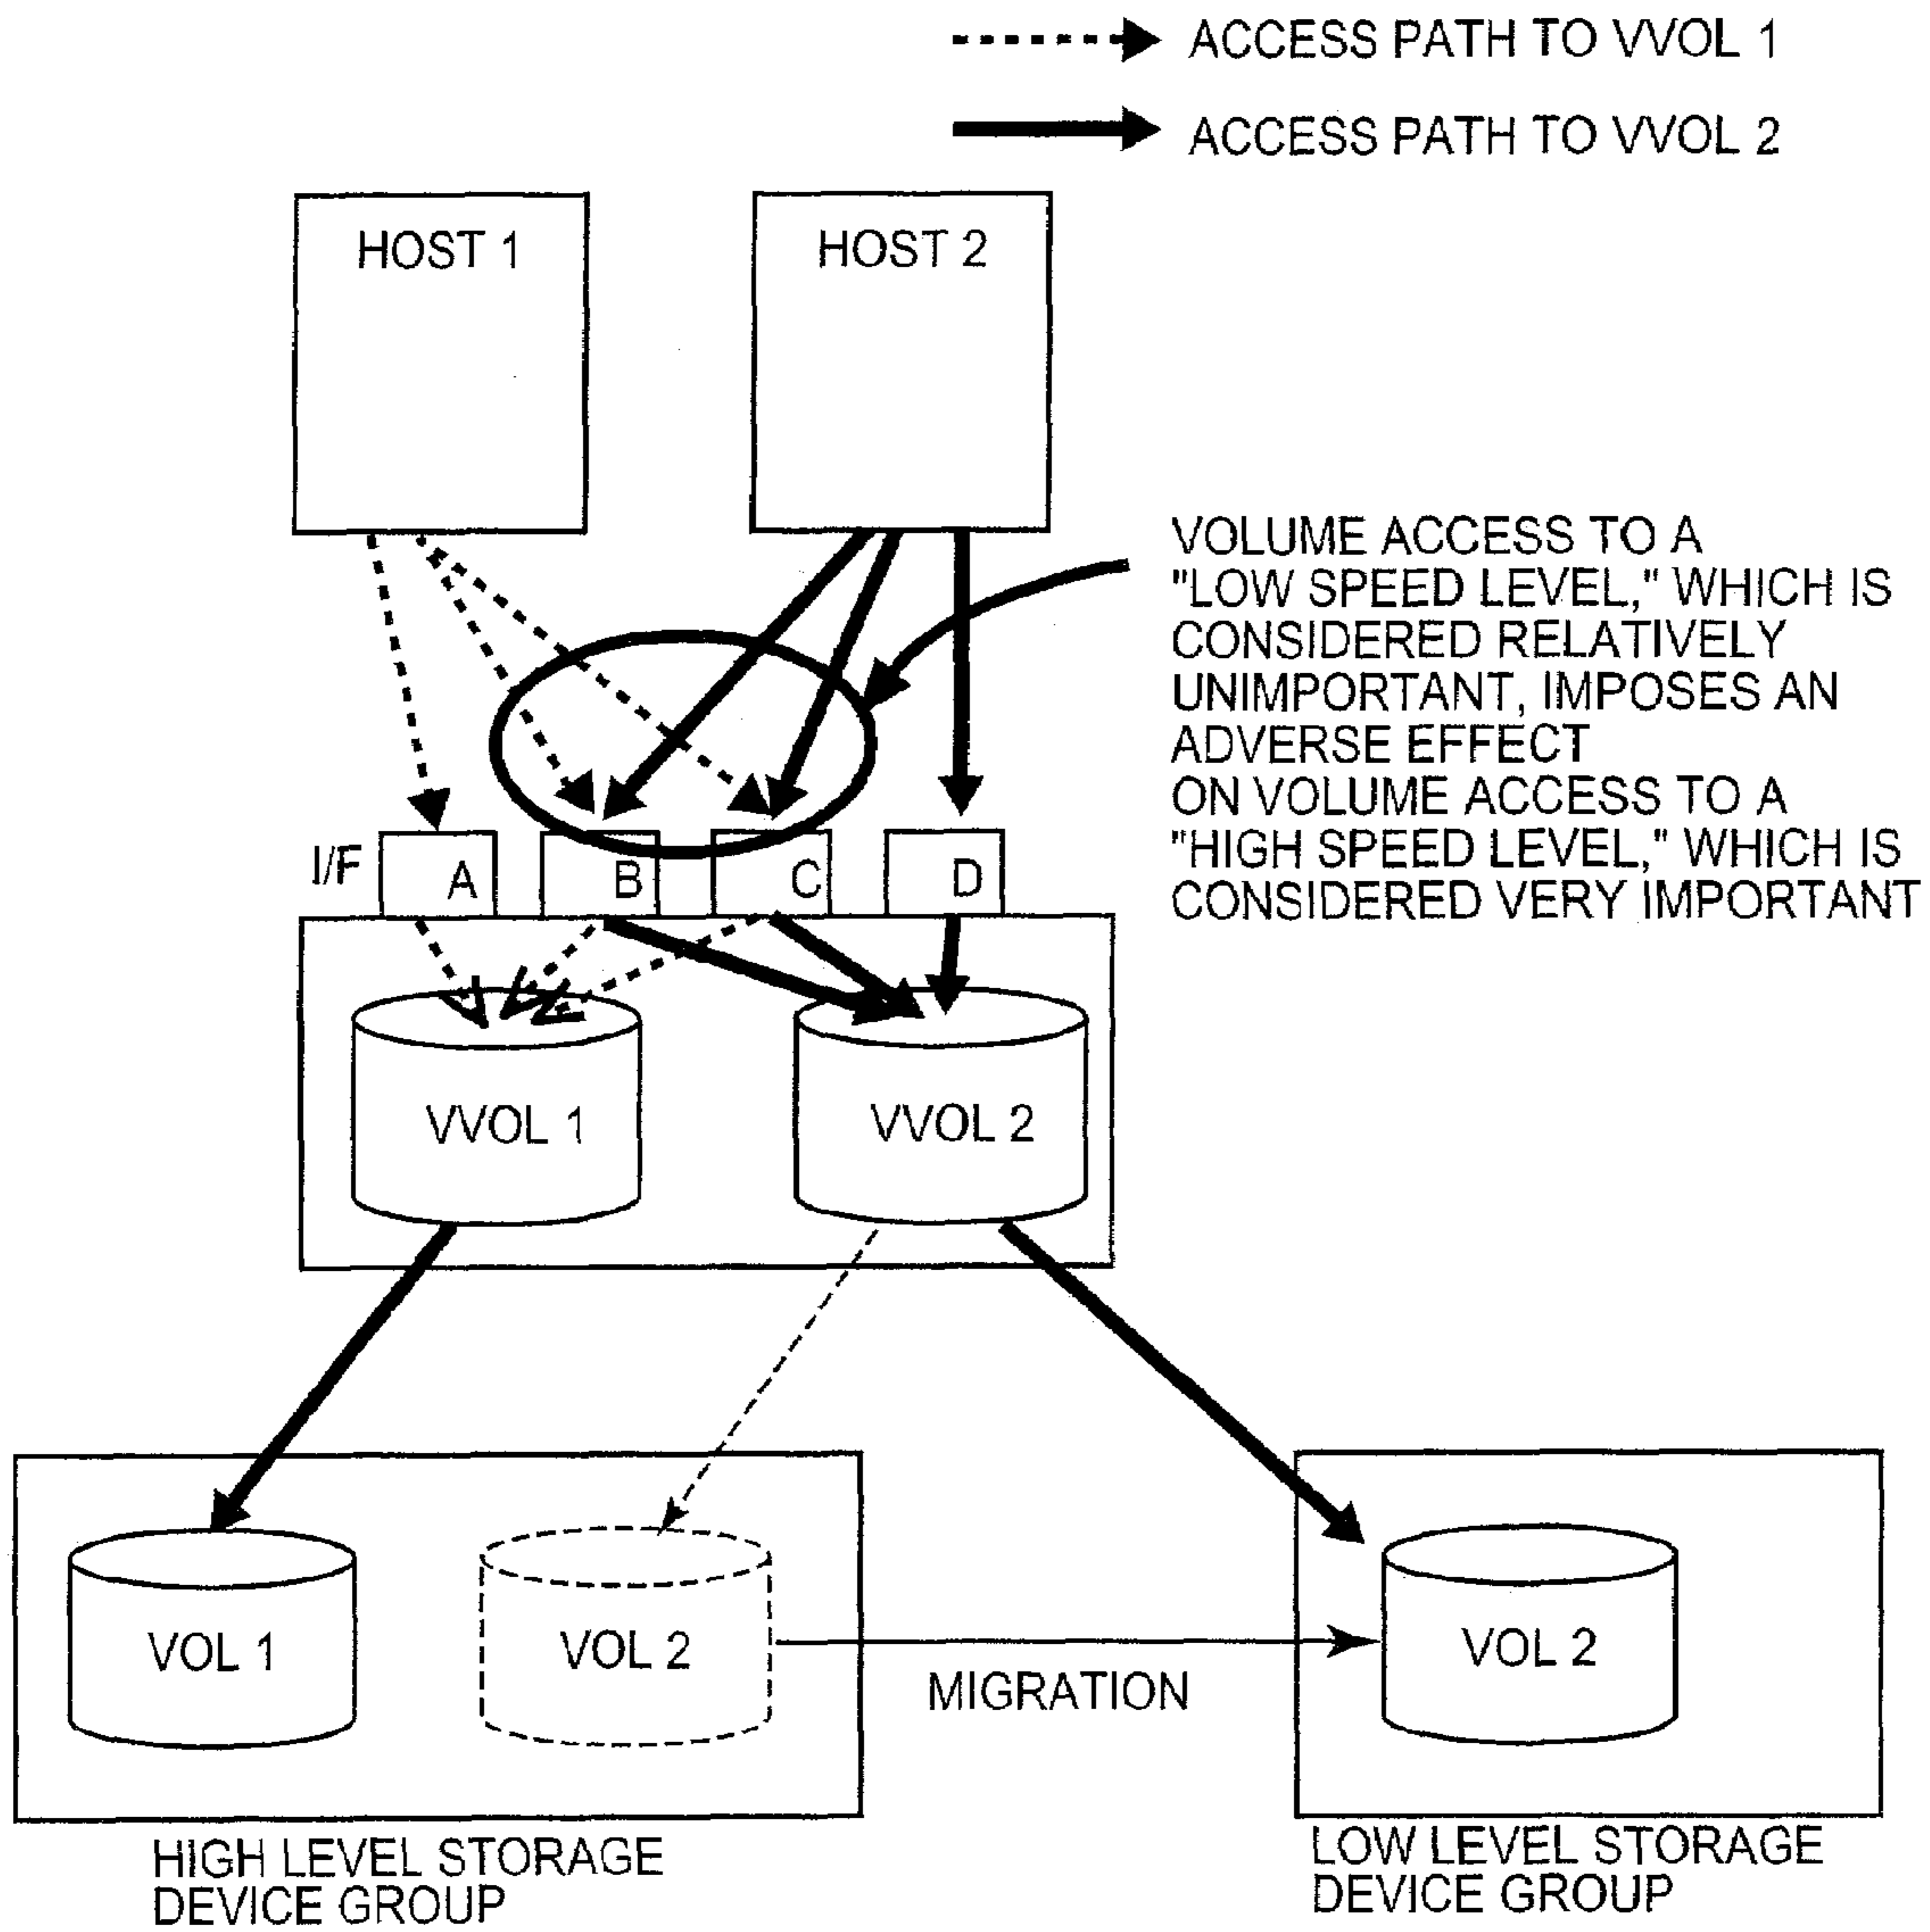 ACCESS PATH TO VVOL 1
ACCESS PATH TO VVOL 2
HOST 1
HOST 2
VOLUME ACCESS TO A
"LOW SPEED LEVEL," WHICH IS
CONSIDERED RELATIVELY
UNIMPORTANT, IMPOSES AN
ADVERSE EFFECT
ON VOLUME ACCESS TO A
"HIGH SPEED LEVEL," WHICH IS
CONSIDERED VERY IMPORTANT
I/F
A
B
C
D
VVOL 1
VVOL 2
VOL 1
VOL 2
MIGRATION
VOL 2
HIGH LEVEL STORAGE
DEVICE GROUP
LOW LEVEL STORAGE
DEVICE GROUP